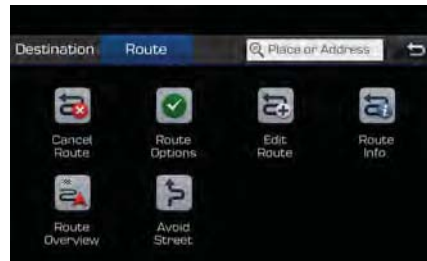 Destination
Route
Place or Address
Cancel
Route
Route
Options
Edit
Route
Route
Info
Route
Overview
Avoid
Street